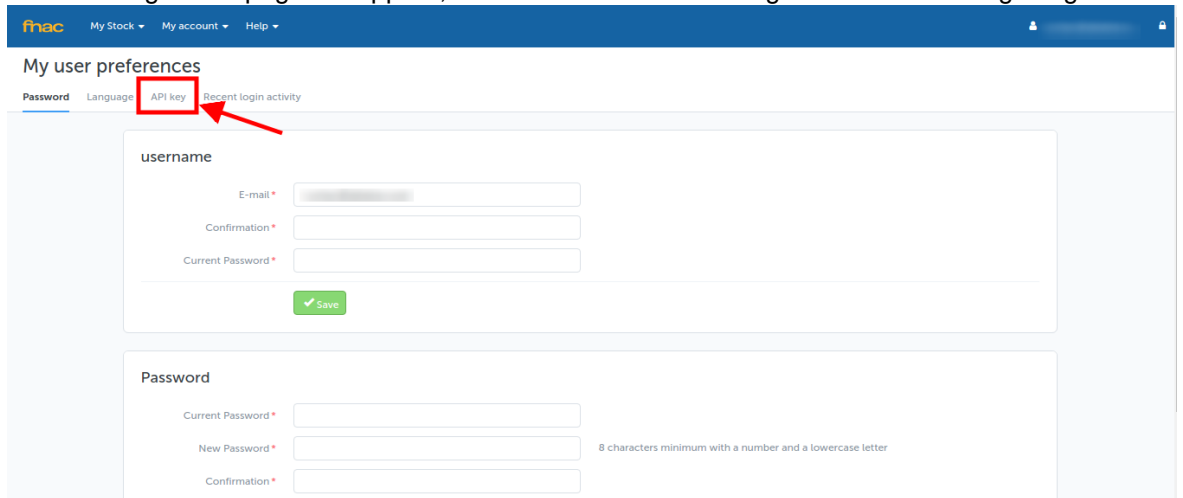 fnac My Stock My account Help
My user preferences
Password Language API key Recent login activity
username
E-mail *
Confirmation *
Current Password *
Save
Password
Current Password *
New Password * 8 characters minimum with a number and a lowercase letter
Confirmation *